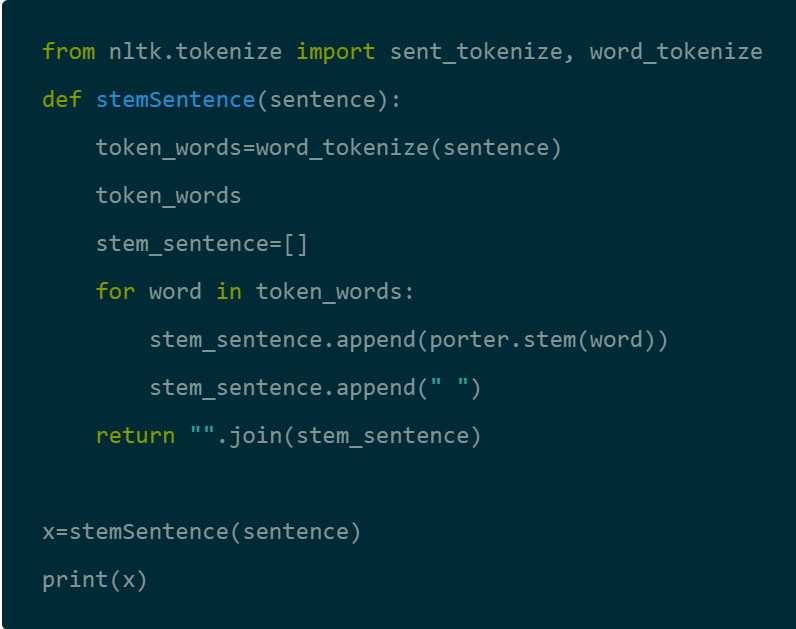 from nltk.tokenize import sent_tokenize, word_tokenize
def stemSentence(sentence):
    token_words=word_tokenize(sentence)
    token_words
    stem_sentence=[]
    for word in token_words:
        stem_sentence.append(porter.stem(word))
        stem_sentence.append(" ")
    return "".join(stem_sentence)

x=stemSentence(sentence)
print(x)